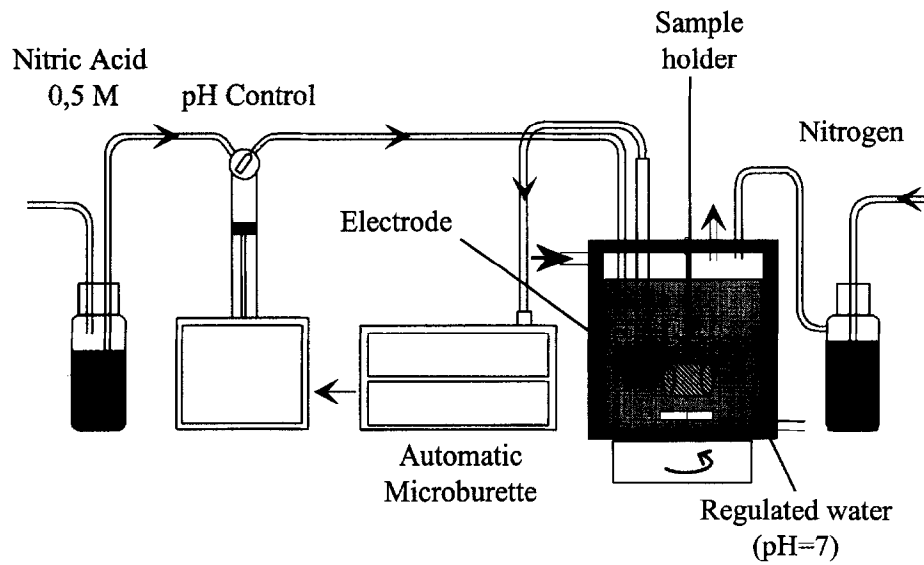 Nitric Acid
0,5 M
pH Control
Sample
holder
Nitrogen
Electrode
Automatic
Microburette
Regulated water
(pH=7)